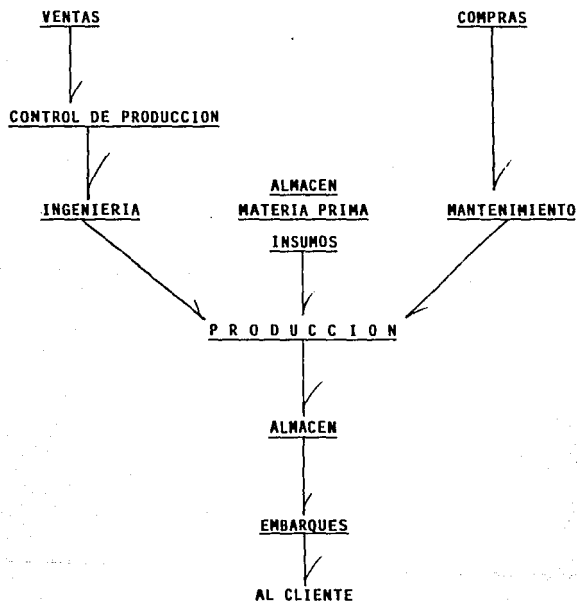 VENTAS
COMPRAS
CONTROL DE PRODUCCION
INGENIERIA
ALMACEN
MATERIA PRIMA
INSUMOS
MANTENIMIENTO
P R O D U C C I O N
ALMACEN
EMBARQUES
AL CLIENTE